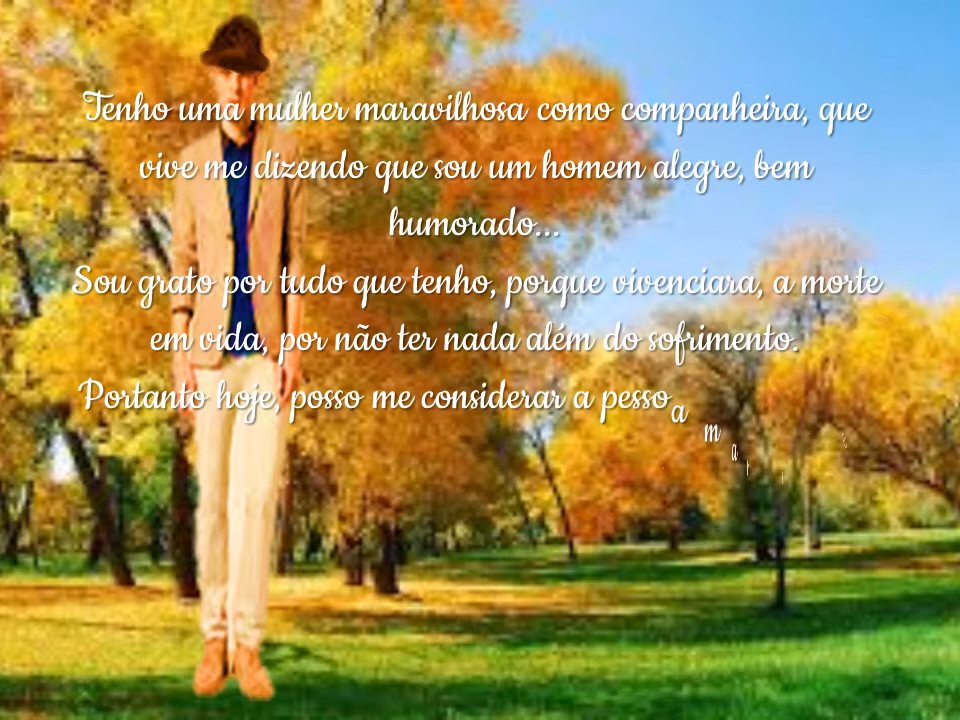 Tenho uma mulher maravilhosa como companheira, que
vive me dizendo que sou um homem alegre, bem
humorado...
Sou grato por tudo que tenho, porque vivenciara, a morte
em vida, por não ter nada além do sofrimento.
Portanto hoje, posso me considerar a pessoa